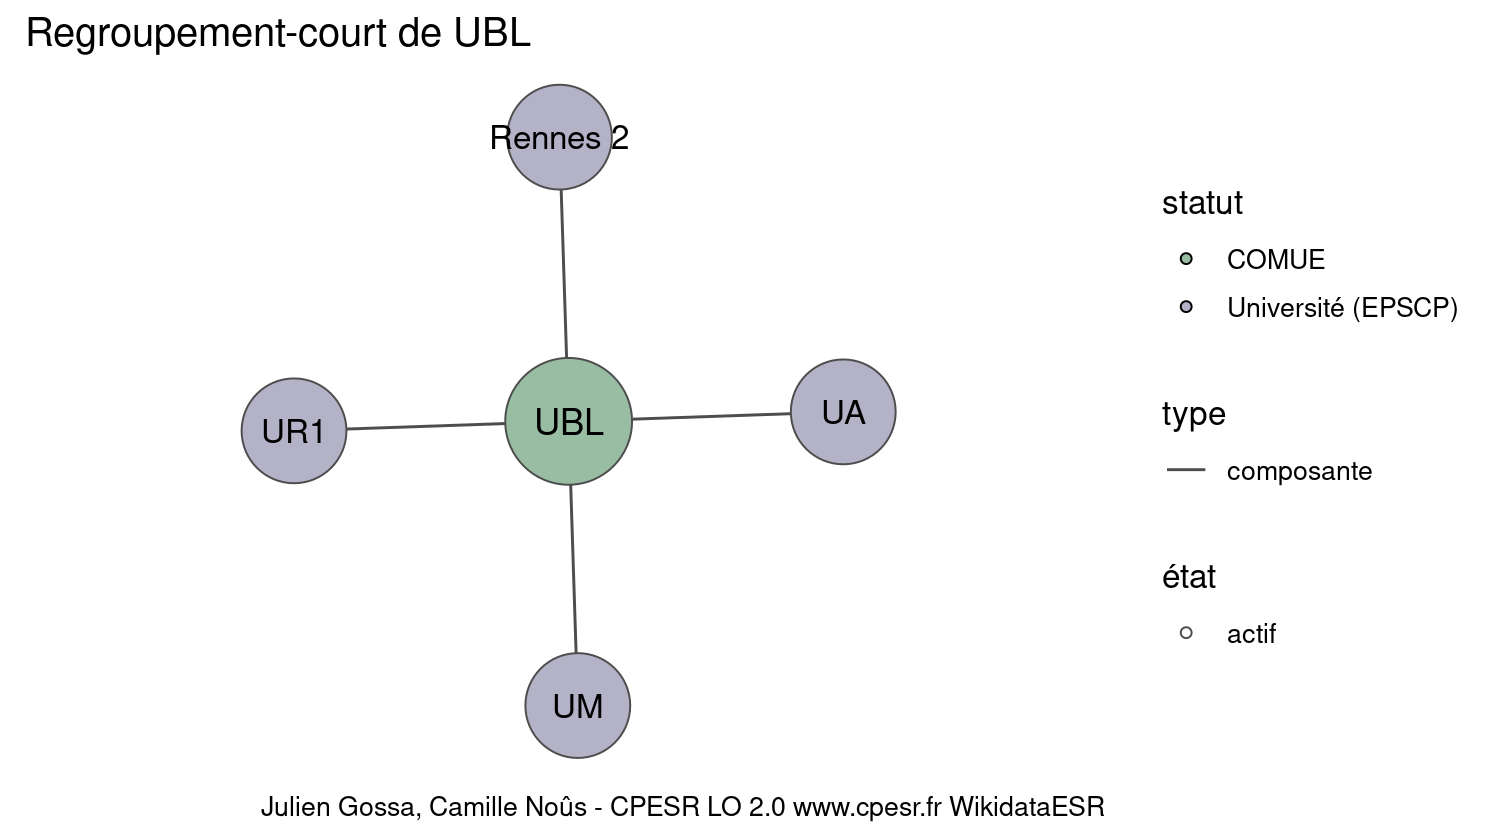 Regroupement-court de UBL
Rennes 2
UR1
UBL
UA
UM
statut
COMUE
Université (EPSCP)
type
composante
état
actif
Julien Gossa, Camille Noûs - CPESR LO 2.0 www.cpesr.fr WikidataESR